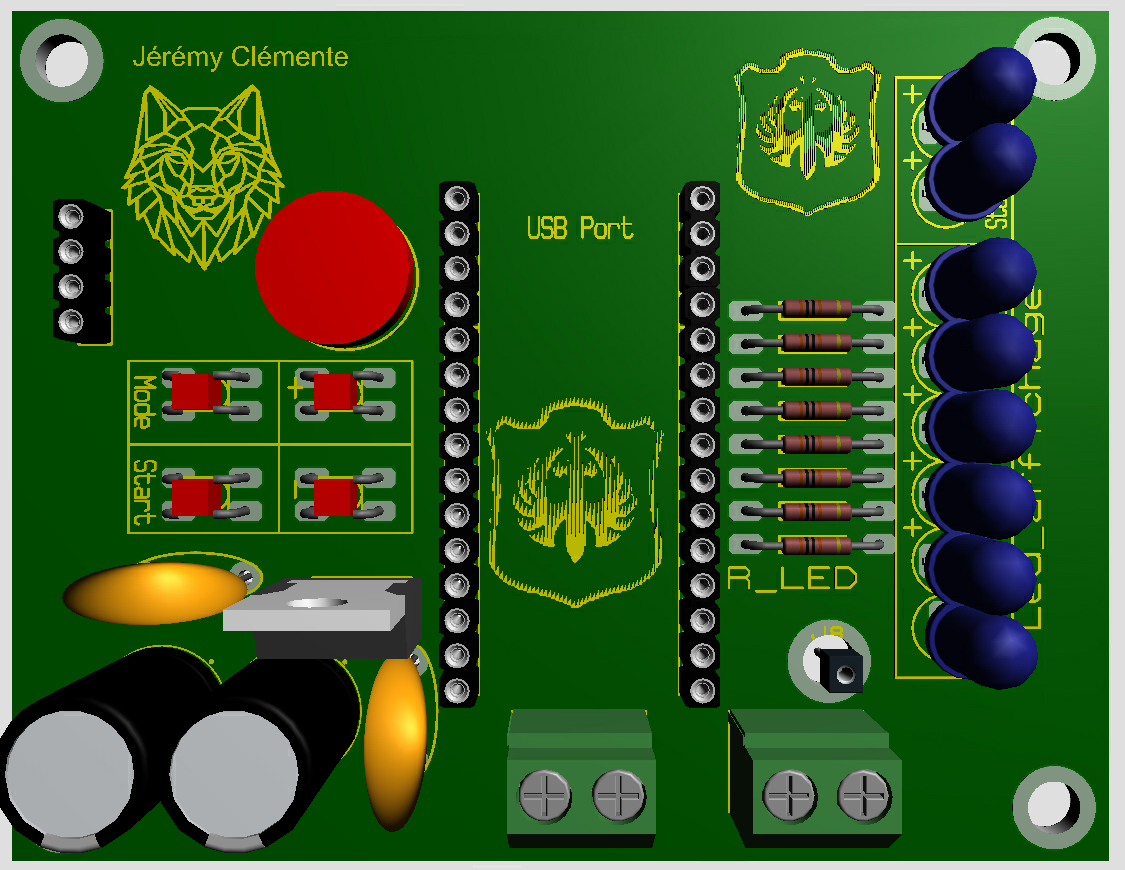 Jérémy Clémente
USB Port
+
+
+
+
+
+
+
+
Mode
+
Start
-
R_LED